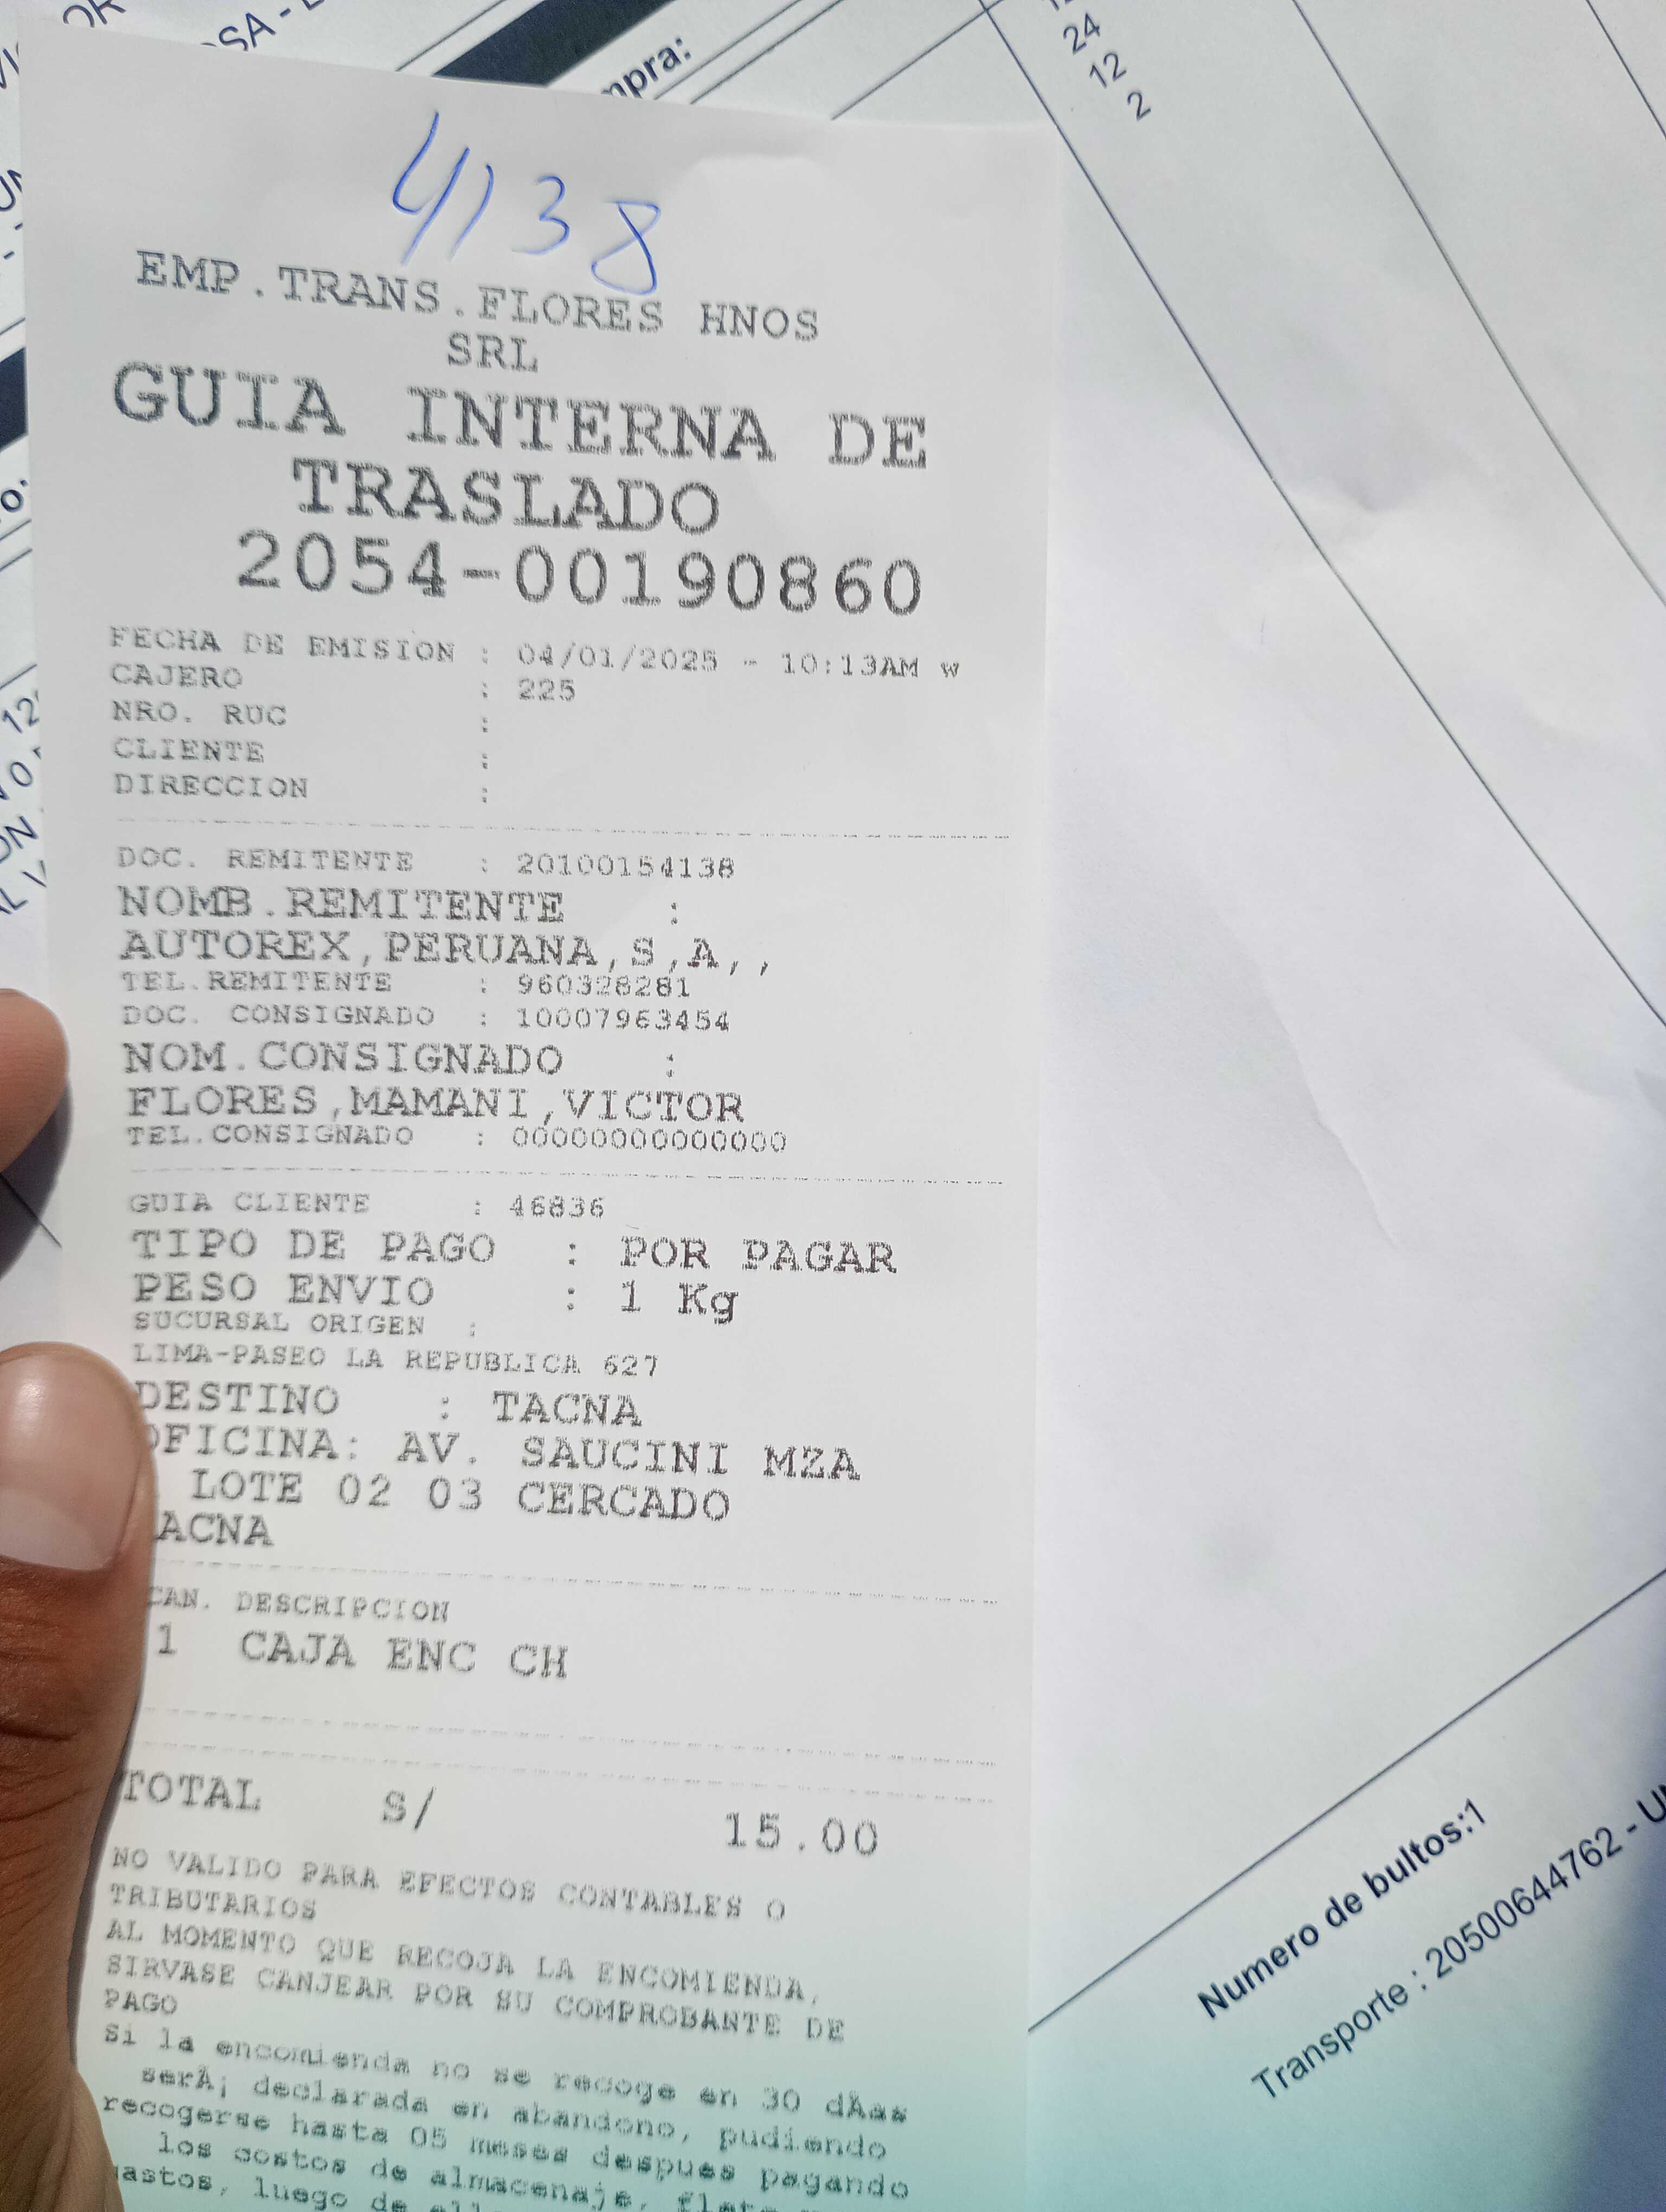 mpra:
24
12
2
4138
EMP.TRANS.FLORES HNOS
SRL
GUIA INTERNA DE
TRASLADO
2054-00190860
FECHA DE EMISION : 04/01/2025 - 10:13AM w
CAJERO : 225
NRO. RUC :
CLIENTE :
DIRECCION :
DOC. REMITENTE : 20100154138
NOMB.REMITENTE :
AUTOREX,PERUANA,S,A,,
TEL.REMITENTE : 960328281
DOC. CONSIGNADO : 10007963454
NOM.CONSIGNADO :
FLORES,MAMANI,VICTOR
TEL.CONSIGNADO : 00000000000000
GUIA CLIENTE : 46836
TIPO DE PAGO : POR PAGAR
PESO ENVIO : 1 Kg
SUCURSAL ORIGEN :
LIMA-PASEO LA REPUBLICA 627
DESTINO : TACNA
OFICINA: AV. SAUCINI MZA
LOTE 02 03 CERCADO
ACNA
CAN. DESCRIPCION
1 CAJA ENC CH
TOTAL S/ 15.00
NO VALIDO PARA EFECTOS CONTABLES O
TRIBUTARIOS
AL MOMENTO QUE RECOJA LA ENCOMIENDA,
SIRVASE CANJEAR POR SU COMPROBANTE DE
PAGO
Si la encomienda no se recoge en 30 dÃas
serÃ¡ declarada en abandono, pudiendo
recogerse hasta 05 meses despues pagando
los costos de almacenaje, flete
gastos, luego de
Numero de bultos:1
Transporte : 20500644762 - U